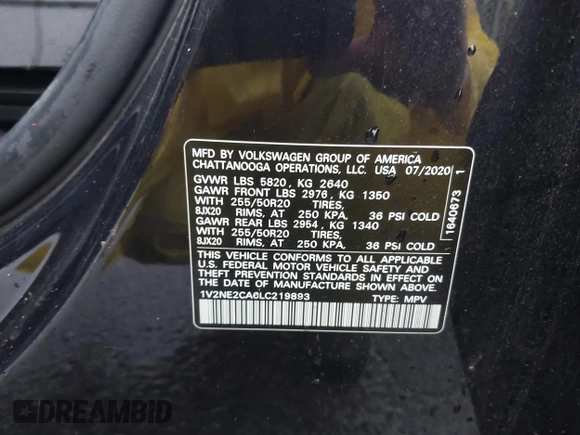 MFD BY VOLKSWAGEN GROUP OF AMERICA
CHATTANOOGA OPERATIONS, LLC. USA 07/2020
GVWR LBS 5820, KG 2640
GAWR FRONT LBS 2976, KG 1350
WITH 255/50R20 TIRES,
8JX20 RIMS, AT 250 KPA, 36 PSI COLD
GAWR REAR LBS 2954, KG 1340
WITH 255/50R20 TIRES,
8JX20 RIMS, AT 250 KPA, 36 PSI COLD
THIS VEHICLE CONFORMS TO ALL APPLICABLE
U.S. FEDERAL MOTOR VEHICLE SAFETY AND
THEFT PREVENTION STANDARDS IN EFFECT ON
THE DATE OF MANUFACTURE SHOWN ABOVE.
1V2NE2CA6LC219893 TYPE: MPV
1640673 1
DREAMBID